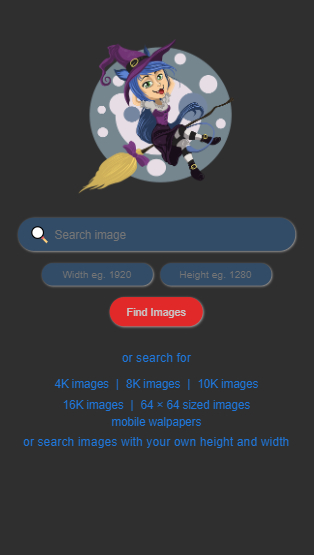 Search image
Width eg. 1920 Height eg. 1280
Find Images
or search for
4K images | 8K images | 10K images
16K images | 64 × 64 sized images
mobile walpapers
or search images with your own height and width